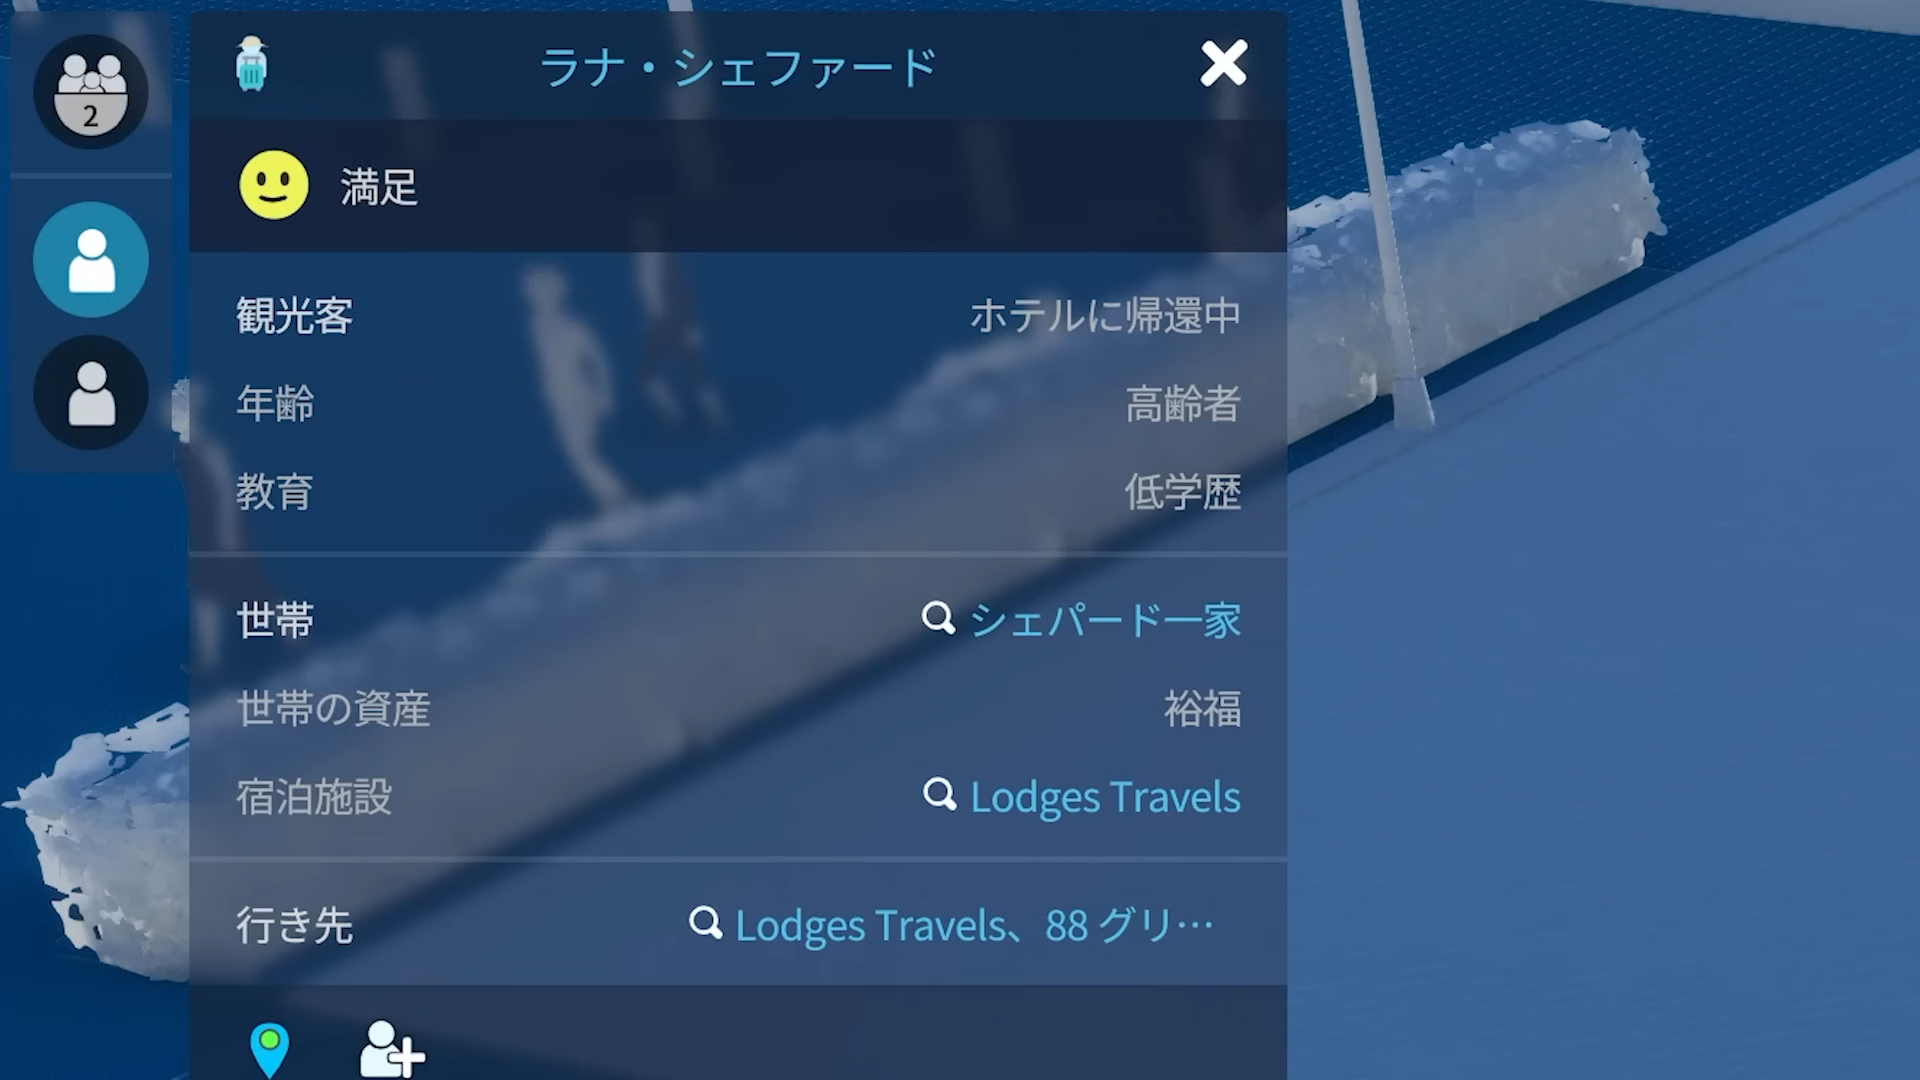 2
ラナ・シェファード
満足
観光客 ホテルに帰還中
年齢 高齢者
教育 低学歴
世帯 シェパード一家
世帯の資産 裕福
宿泊施設 Lodges Travels
行き先 Lodges Travels、88 グリ…